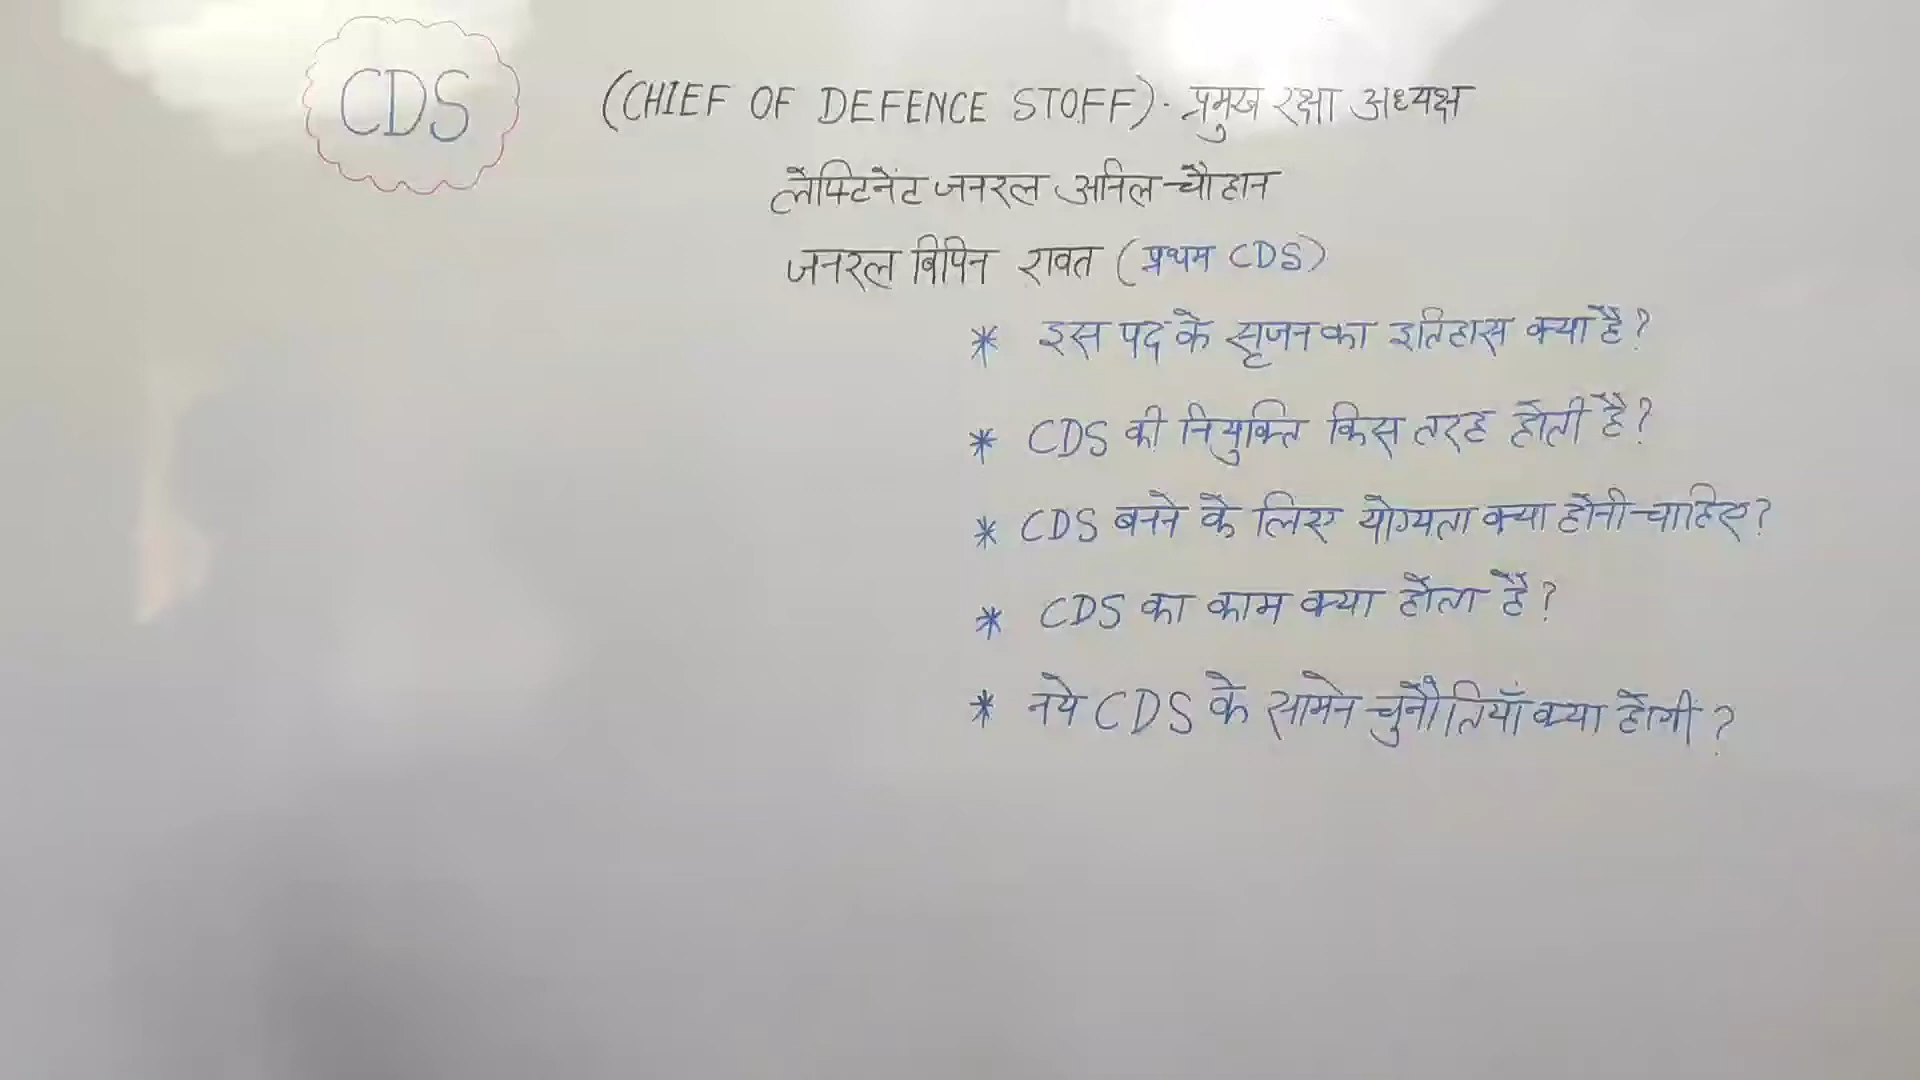 CDS (CHIEF OF DEFENCE STOFF). प्रमुख रक्षा अध्यक्ष
लेफ्टिनेंट जनरल अनिल चौहान
जनरल बिपिन रावत (प्रथम CDS)
* इस पद के सृजन का इतिहास क्या है?
* CDS की नियुक्ति किस तरह होती है?
* CDS बनने के लिए योग्यता क्या होनी चाहिए?
* CDS का काम क्या होता है?
* नये CDS के सामने चुनौतियाँ क्या होगी?